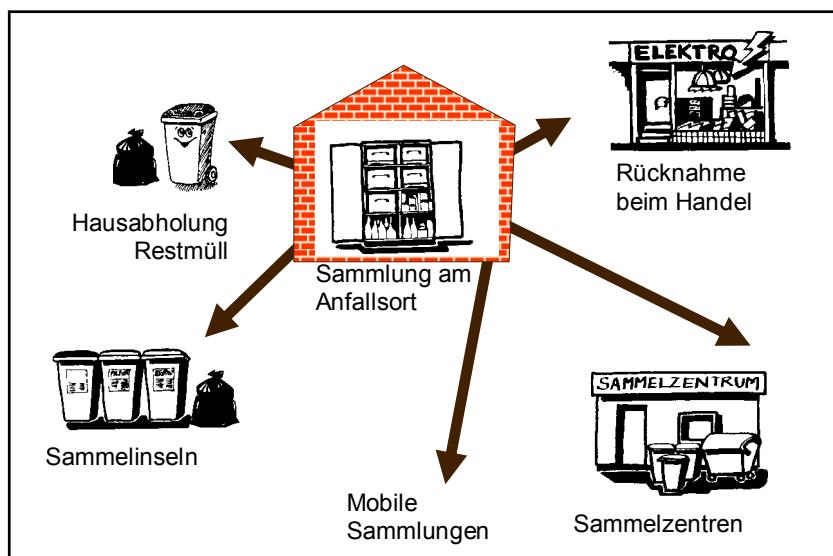 ELEKTRO
Rücknahme
beim Handel
Hausabholung
Restmüll
Sammlung am
Anfallsort
SAMMELZENTRUM
Sammelinseln
Mobile
Sammlungen
Sammelzentren